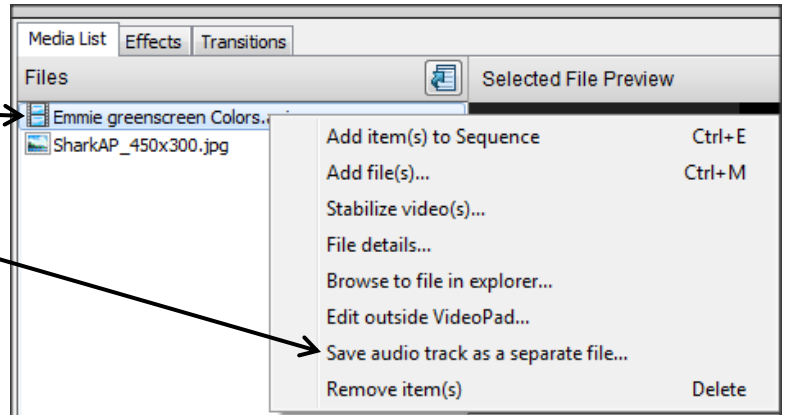 Media List Effects Transitions
Files Selected File Preview
Emmie greenscreen Colors.
SharkAP_450x300.jpg
Add item(s) to Sequence Ctrl+E
Add file(s)... Ctrl+M
Stabilize video(s)...
File details...
Browse to file in explorer...
Edit outside VideoPad...
Save audio track as a separate file...
Remove item(s) Delete